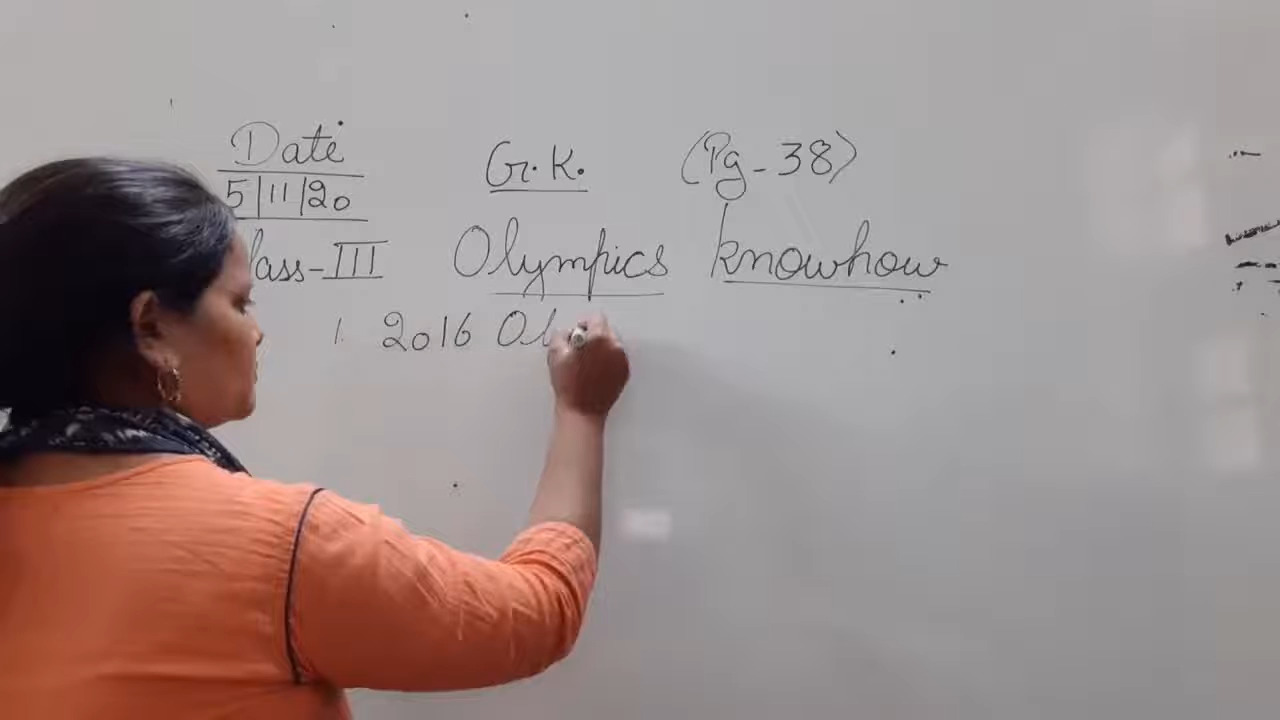 Date G.K. (Pg-38)
5/11/20
lass-III Olympics knowhow
1. 2016 Ol